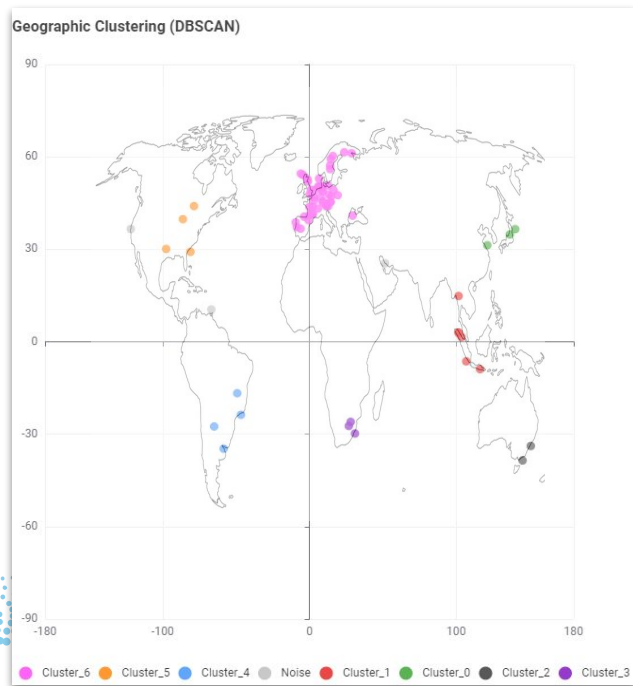 Geographic Clustering (DBSCAN)
90
60
30
0
-30
-60
-90
-180 -100 0 100 180
Cluster_6 Cluster_5 Cluster_4 Noise Cluster_1 Cluster_0 Cluster_2 Cluster_3